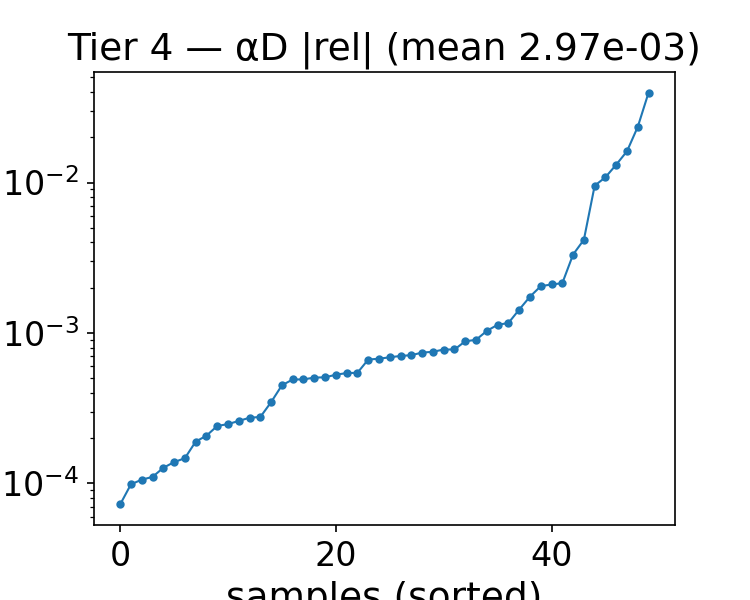 Tier 4 — αD |rel| (mean 2.97e-03)
10⁻²
10⁻³
10⁻⁴
0 20 40
samples (sorted)